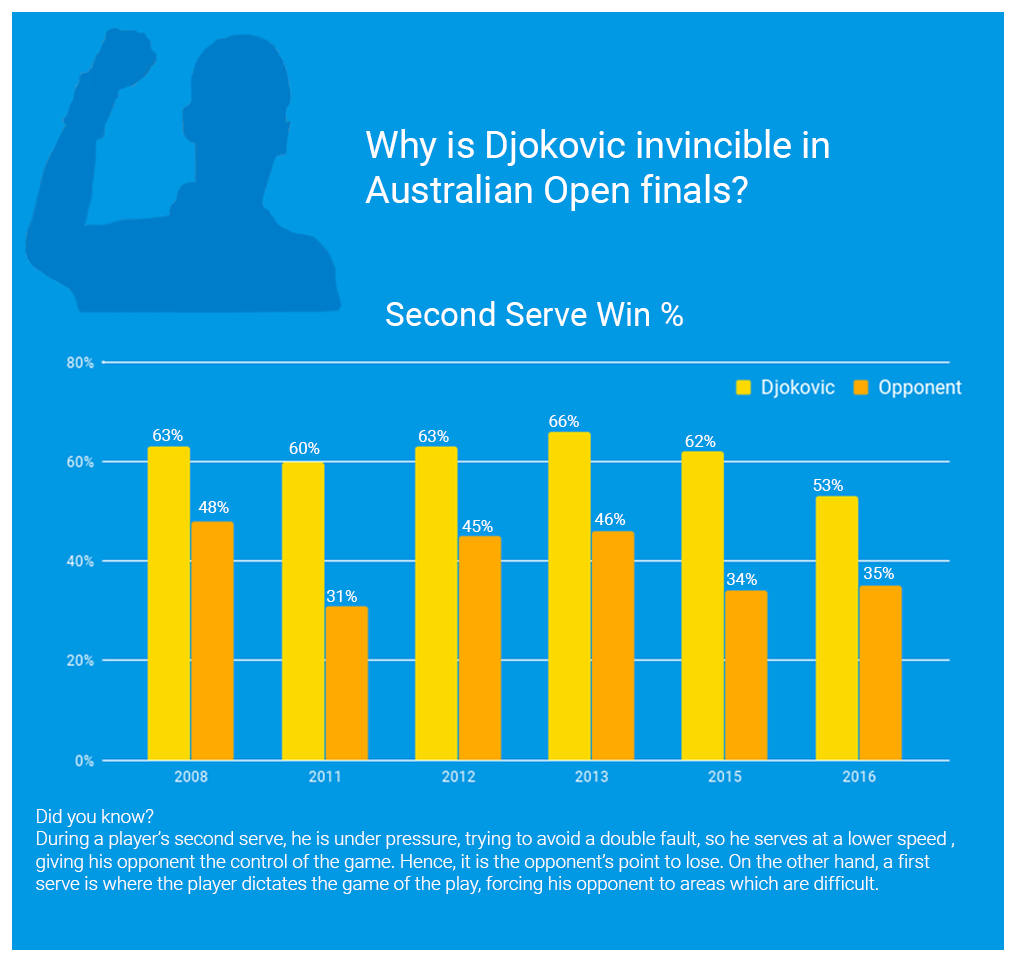 Why is Djokovic invincible in
Australian Open finals?
Second Serve Win %
80%
Djokovic
Opponent
63%
60%
63%
66%
62%
53%
48%
31%
45%
46%
34%
35%
60%
40%
20%
0%
2008
2011
2012
2013
2015
2016
Did you know?
During a player's second serve, he is under pressure, trying to avoid a double fault, so he serves at a lower speed ,
giving his opponent the control of the game. Hence, it is the opponent's point to lose. On the other hand, a first
serve is where the player dictates the game of the play, forcing his opponent to areas which are difficult.